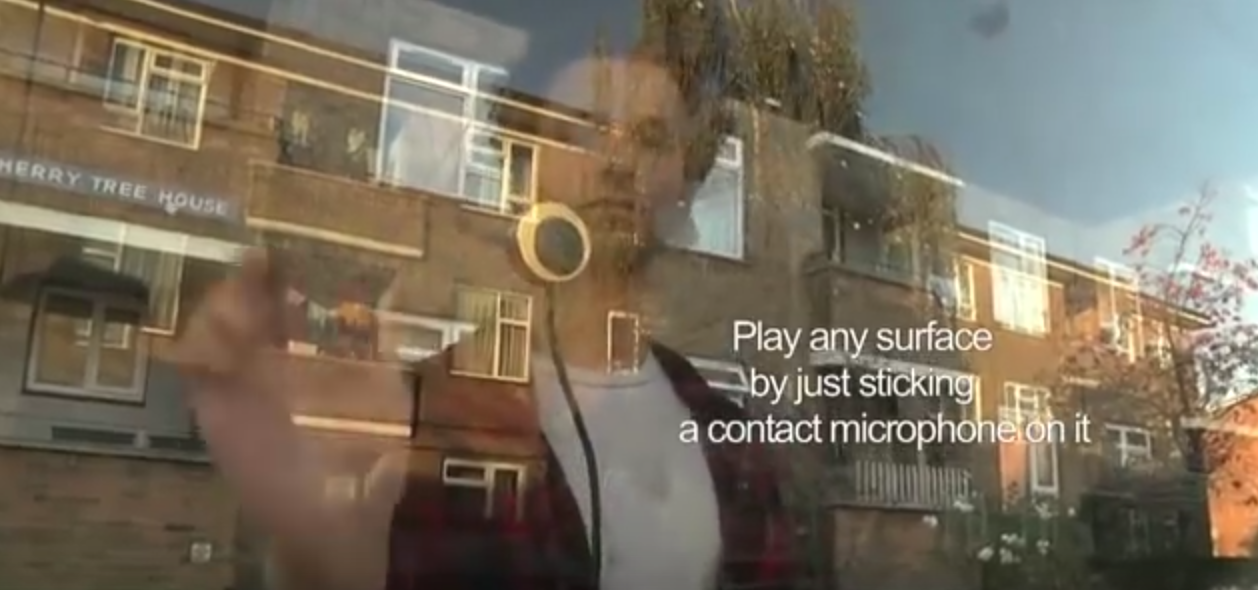 HERRY TREE HOUSE
Play any surface
by just sticking
a contact microphone on it